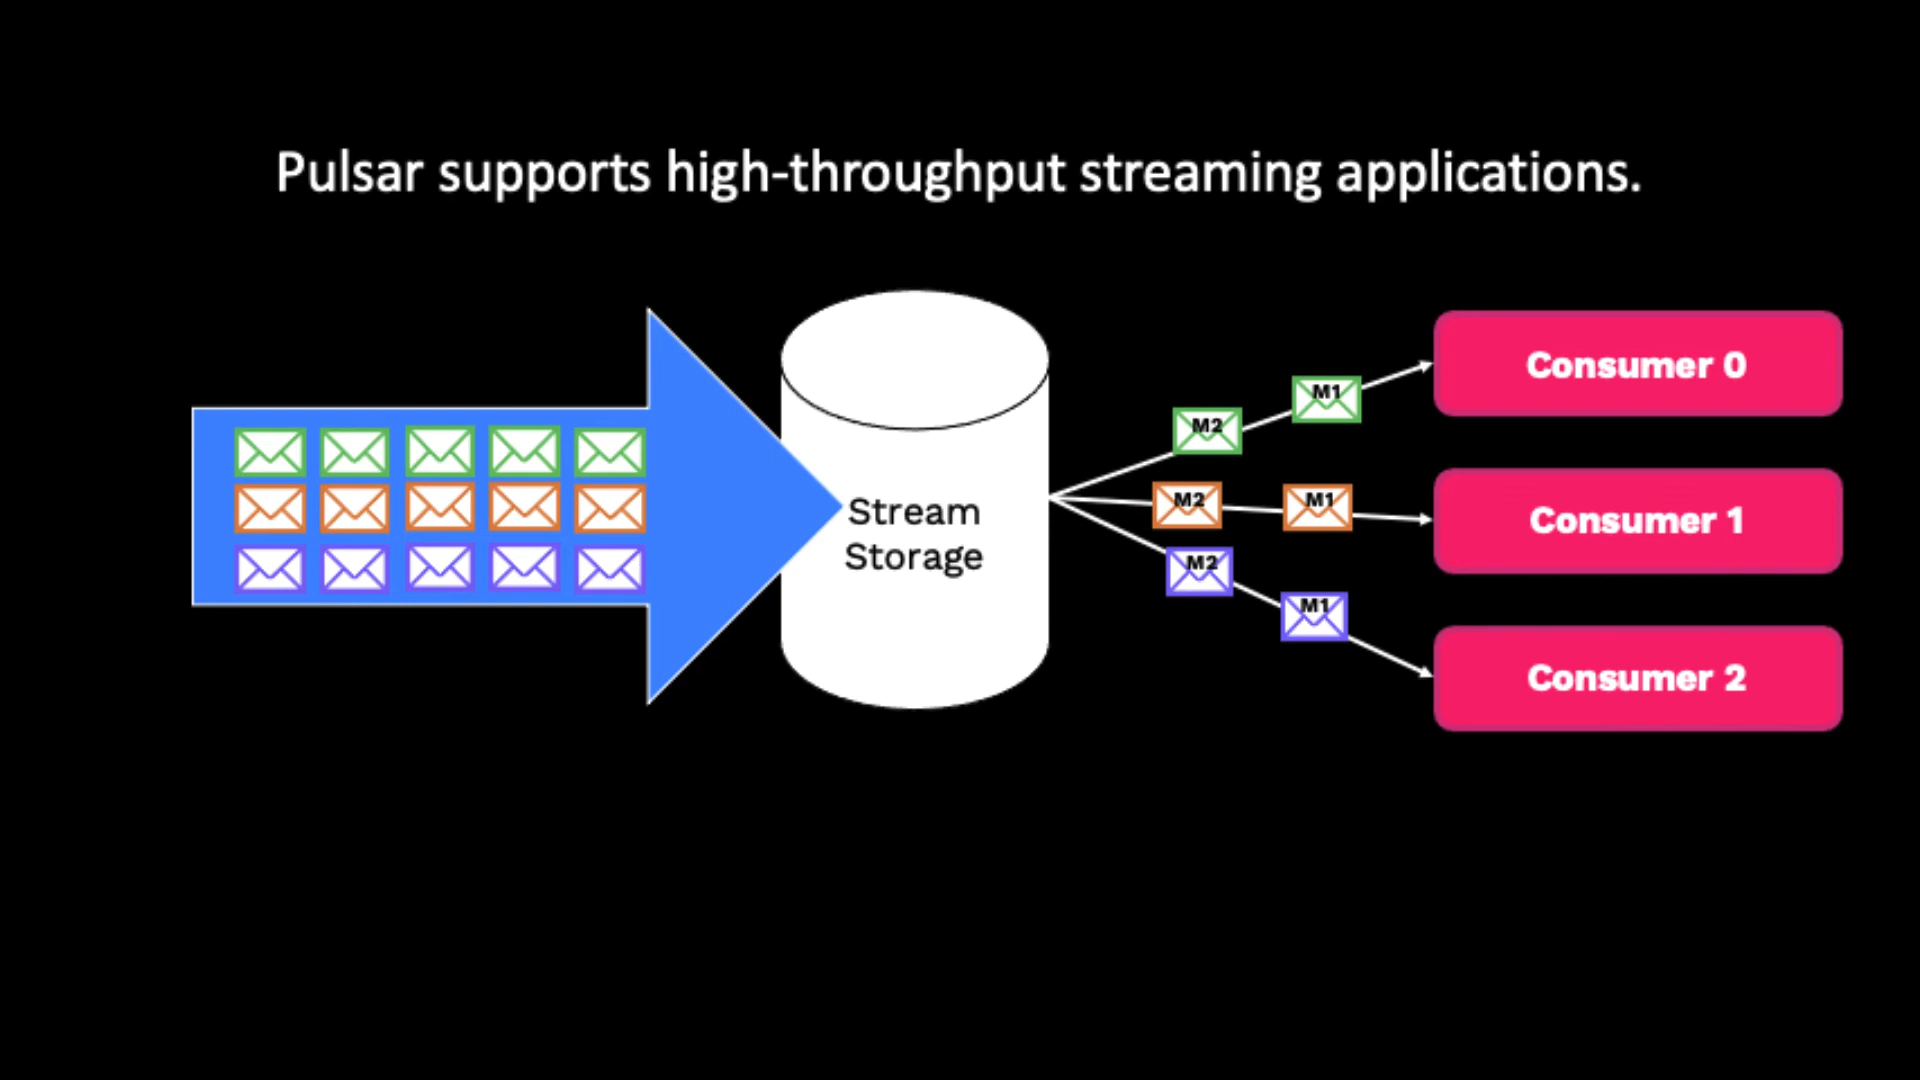 Pulsar supports high-throughput streaming applications.
Stream
Storage
M2
M1
Consumer 0
M2
M1
Consumer 1
M2
M1
Consumer 2